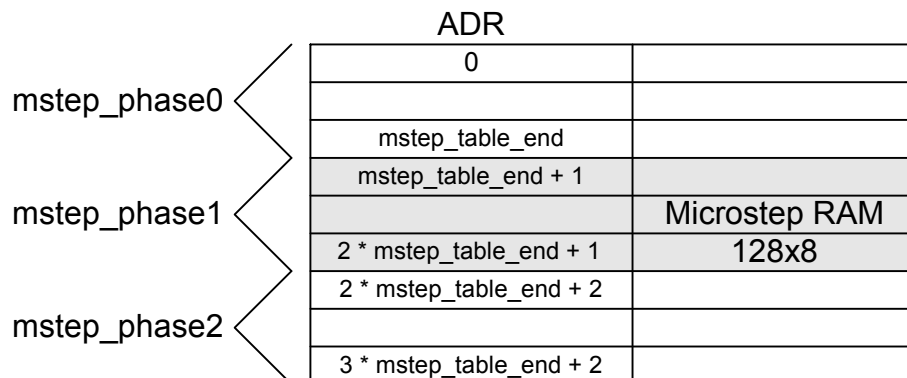 ADR
0
mstep_phase0
mstep_table_end
mstep_table_end + 1
mstep_phase1
Microstep RAM
2 * mstep_table_end + 1
128x8
2 * mstep_table_end + 2
mstep_phase2
3 * mstep_table_end + 2